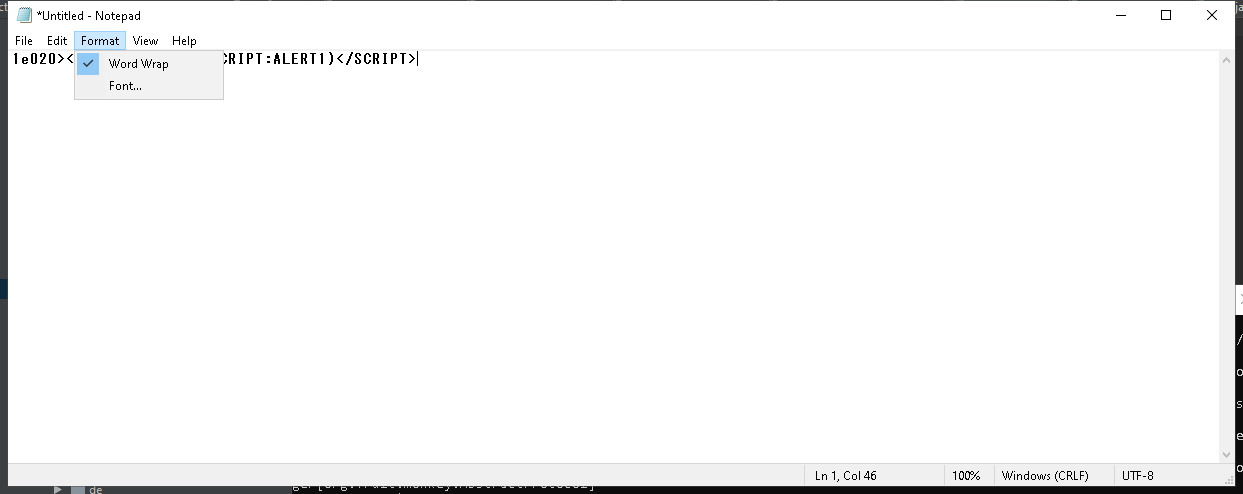 *Untitled - Notepad
File Edit Format View Help
1e020>< CRIPT:ALERT1)</SCRIPT>
Word Wrap
Font...
Ln 1, Col 46 100% Windows (CRLF) UTF-8
de